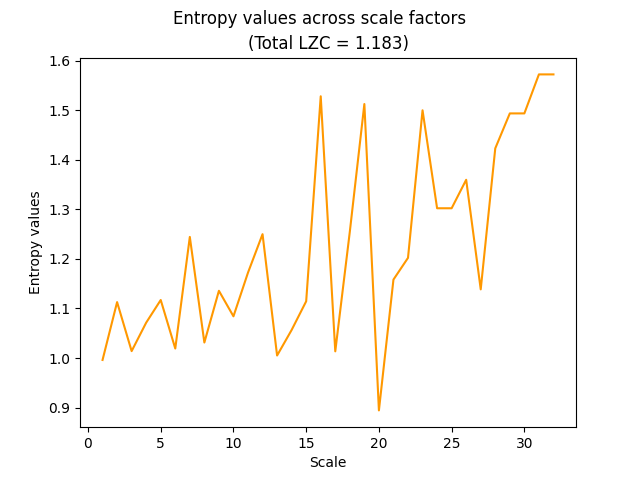 Entropy values across scale factors
(Total LZC = 1.183)
1.6
1.5
1.4
1.3
1.2
1.1
1.0
0.9
Entropy values
0 5 10 15 20 25 30
Scale